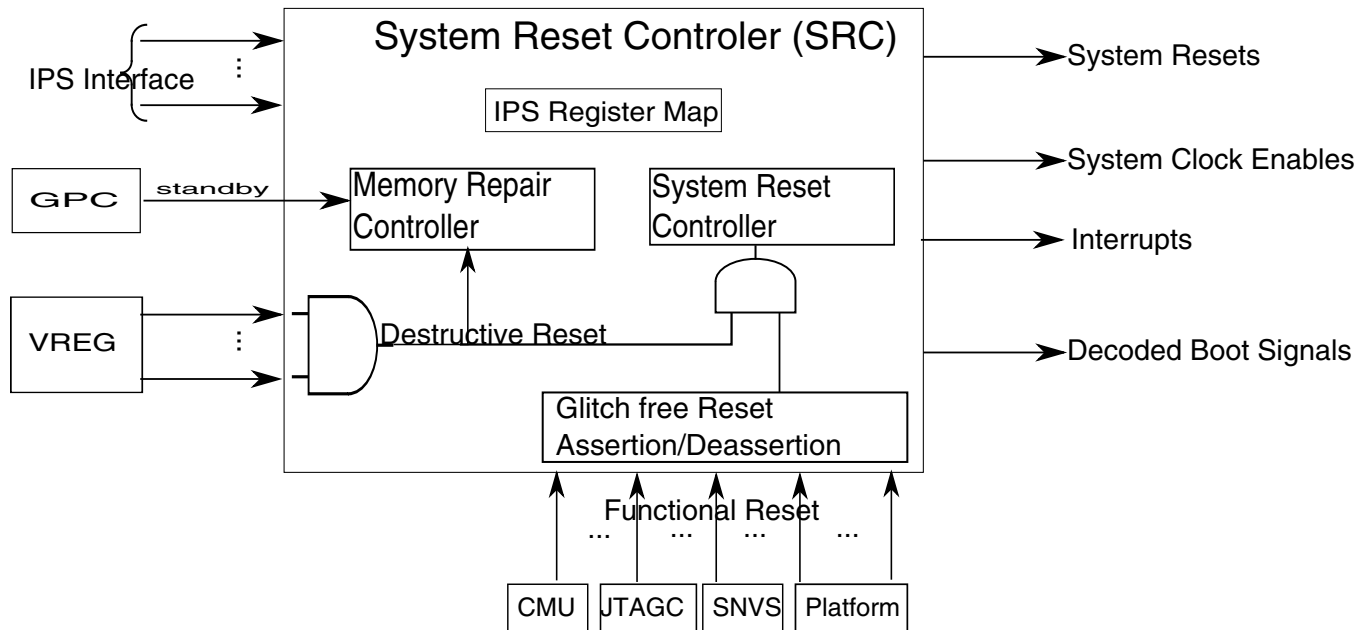 System Reset Controler (SRC)
IPS Interface
...
IPS Register Map
GPC
standby
Memory Repair
Controller
System Reset
Controller
VREG
...
Destructive Reset
Glitch free Reset
Assertion/Deassertion
System Resets
System Clock Enables
Interrupts
Decoded Boot Signals
Functional Reset
... ... ... ...
CMU
JTAGC
SNVS
Platform